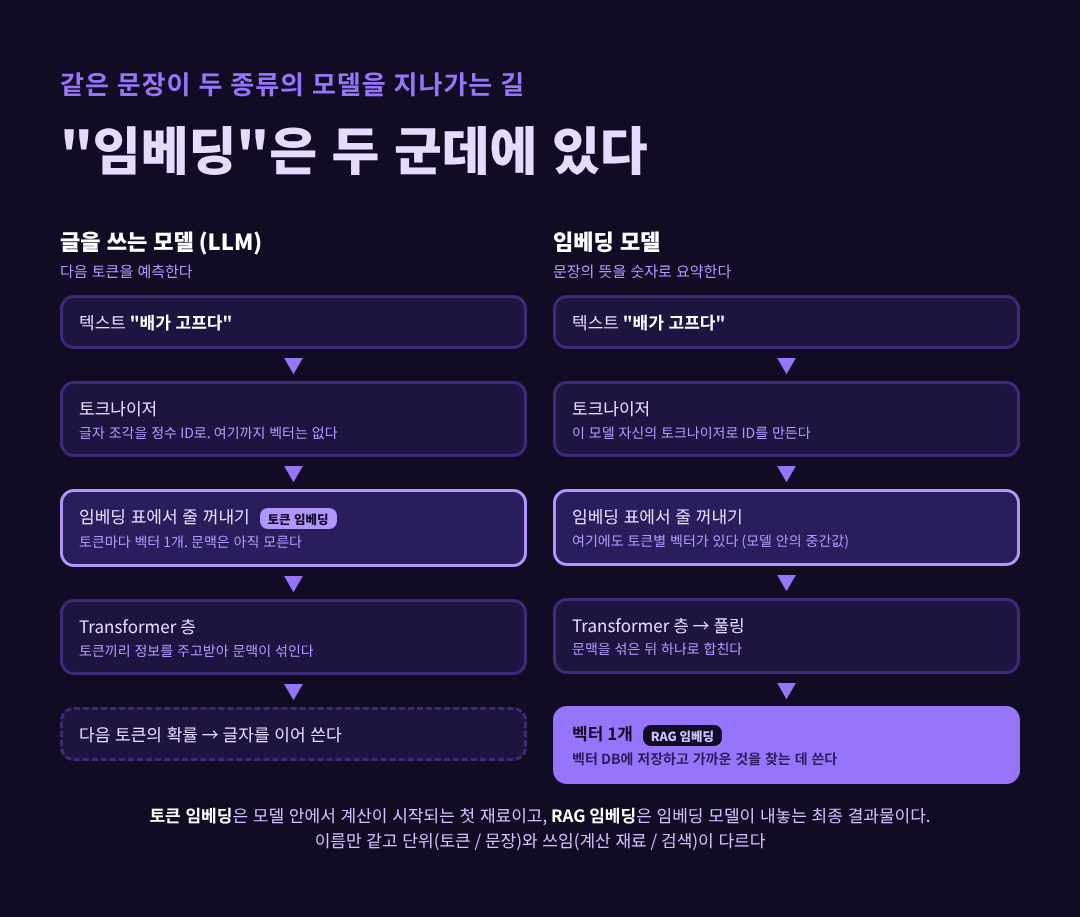 같은 문장이 두 종류의 모델을 지나가는 길
"임베딩"은 두 군데에 있다
글을 쓰는 모델 (LLM)
다음 토큰을 예측한다
텍스트 "배가 고프다"
토크나이저
글자 조각을 정수 ID로. 여기까지 벡터는 없다
임베딩 표에서 줄 꺼내기 토큰 임베딩
토큰마다 벡터 1개. 문맥은 아직 모른다
Transformer 층
토큰끼리 정보를 주고받아 문맥이 섞인다
다음 토큰의 확률 → 글자를 이어 쓴다
임베딩 모델
문장의 뜻을 숫자로 요약한다
텍스트 "배가 고프다"
토크나이저
이 모델 자신의 토크나이저로 ID를 만든다
임베딩 표에서 줄 꺼내기
여기에도 토큰별 벡터가 있다 (모델 안의 중간값)
Transformer 층 → 풀링
문맥을 섞은 뒤 하나로 합친다
벡터 1개 RAG 임베딩
벡터 DB에 저장하고 가까운 것을 찾는 데 쓴다
토큰 임베딩은 모델 안에서 계산이 시작되는 첫 재료이고, RAG 임베딩은 임베딩 모델이 내놓는 최종 결과물이다.
이름만 같고 단위(토큰 / 문장)와 쓰임(계산 재료 / 검색)이 다르다